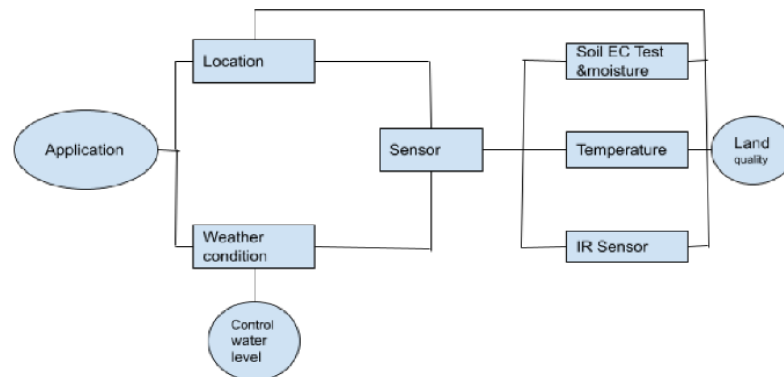 Application
Location
Weather
condition
Control
water
level
Sensor
Soil EC Test
&moisture
Temperature
IR Sensor
Land
quality